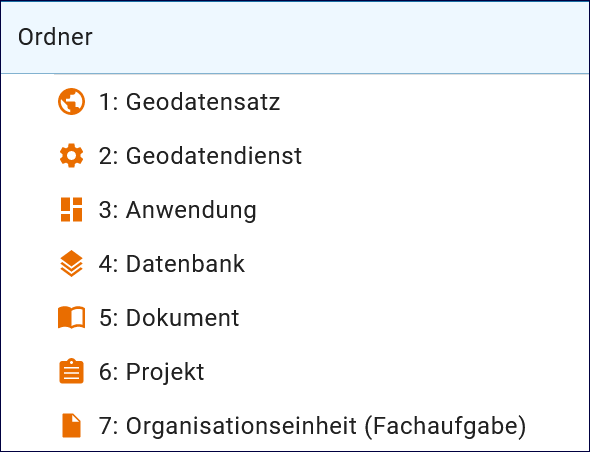 Ordner
1: Geodatensatz
2: Geodatendienst
3: Anwendung
4: Datenbank
5: Dokument
6: Projekt
7: Organisationseinheit (Fachaufgabe)